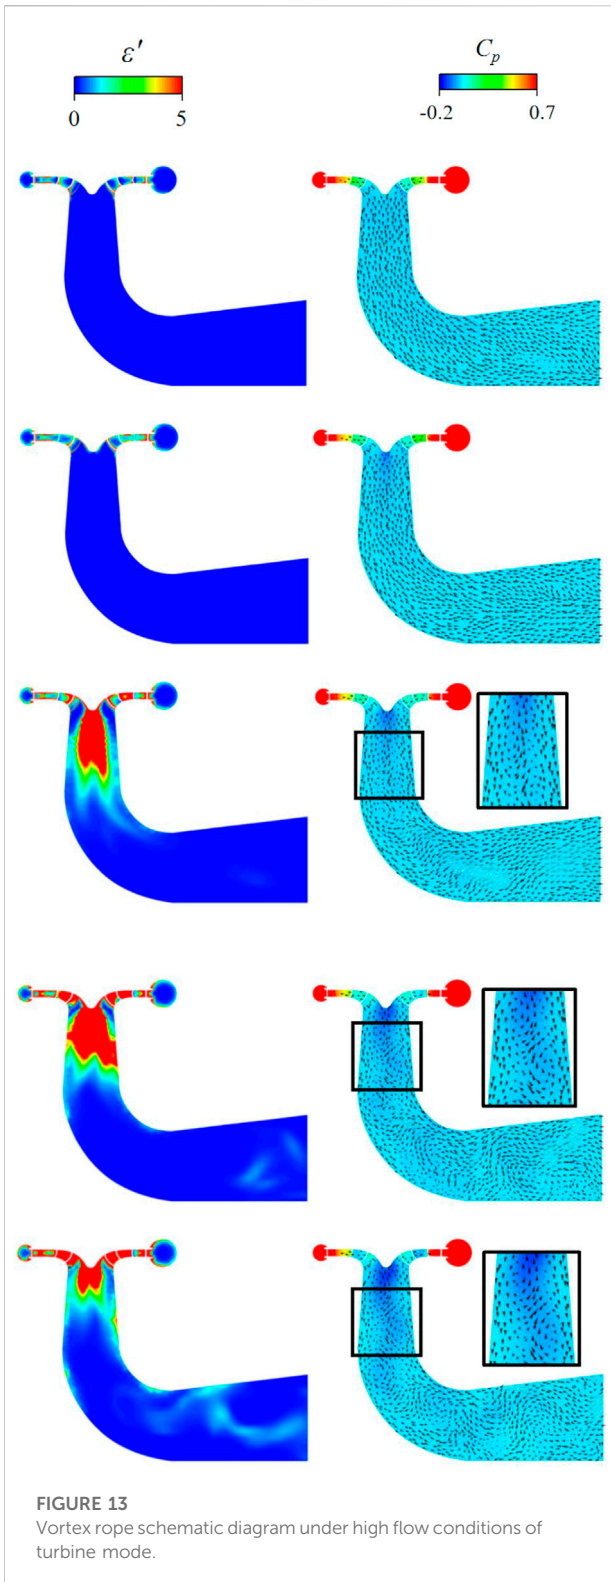 ε′
C_p
0
5
-0.2
0.7
FIGURE 13
Vortex rope schematic diagram under high flow conditions of
turbine mode.